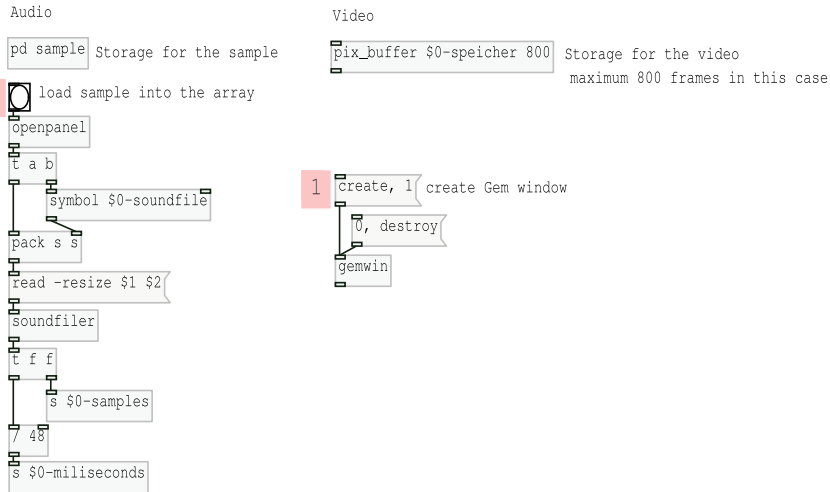 Audio
pd sample Storage for the sample
load sample into the array
openpanel
t a b
symbol $0-soundfile
pack s s
read -resize $1 $2
soundfiler
t f f
s $0-samples
/ 48
s $0-miliseconds
Video
pix_buffer $0-speicher 800 Storage for the video
maximum 800 frames in this case
1 create, 1 create Gem window
0, destroy
gemwin